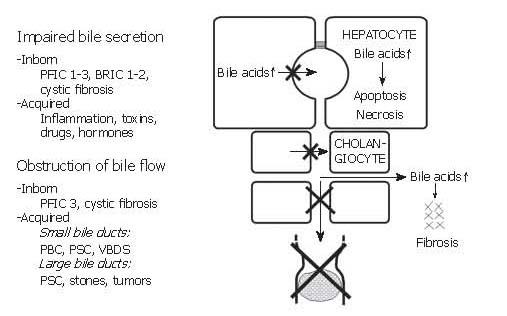 Impaired bile secretion
-Inborn
PFIC 1-3, BRIC 1-2,
cystic fibrosis
-Acquired
Inflammation, toxins,
drugs, hormones
Obstruction of bile flow
-Inborn
PFIC 3, cystic fibrosis
-Acquired
Small bile ducts:
PBC, PSC, VBDS
Large bile ducts:
PSC, stones, tumors
Bile acids↑
HEPATOCYTE
Bile acids↑
Apoptosis
Necrosis
CHOLAN-
GIOCYTE
Bile acids↑
Fibrosis